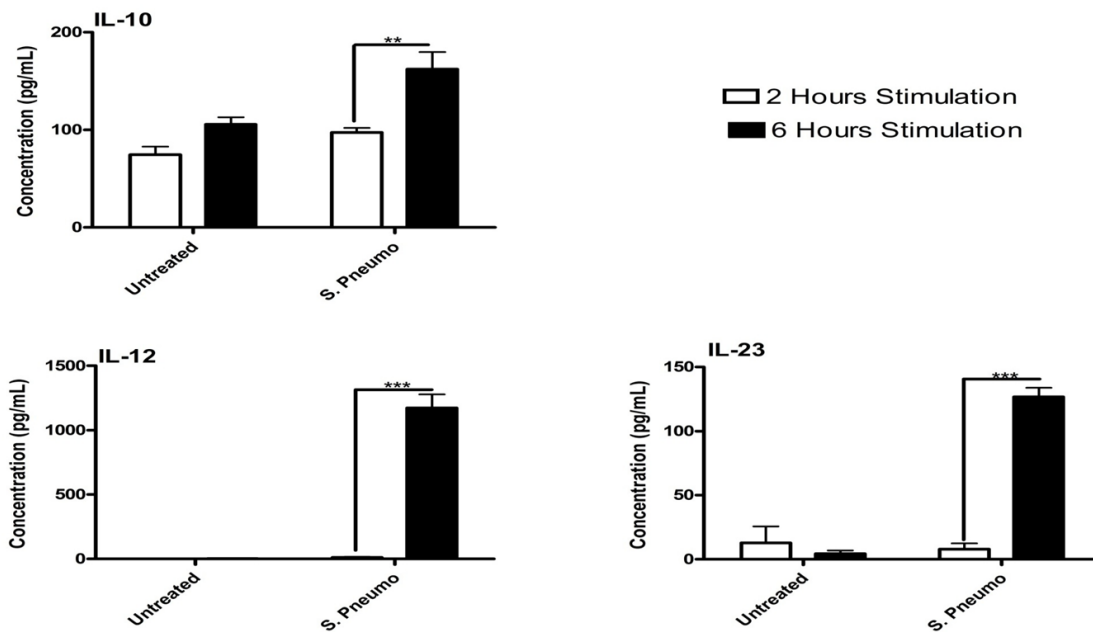 IL-10
Concentration (pg/mL)
200
100
0
**
Untreated
S. Pneumo
2 Hours Stimulation
6 Hours Stimulation
IL-12
Concentration (pg/mL)
1500
1000
500
0
***
Untreated
S. Pneumo
IL-23
Concentration (pg/mL)
150
100
50
0
***
Untreated
S. Pneumo